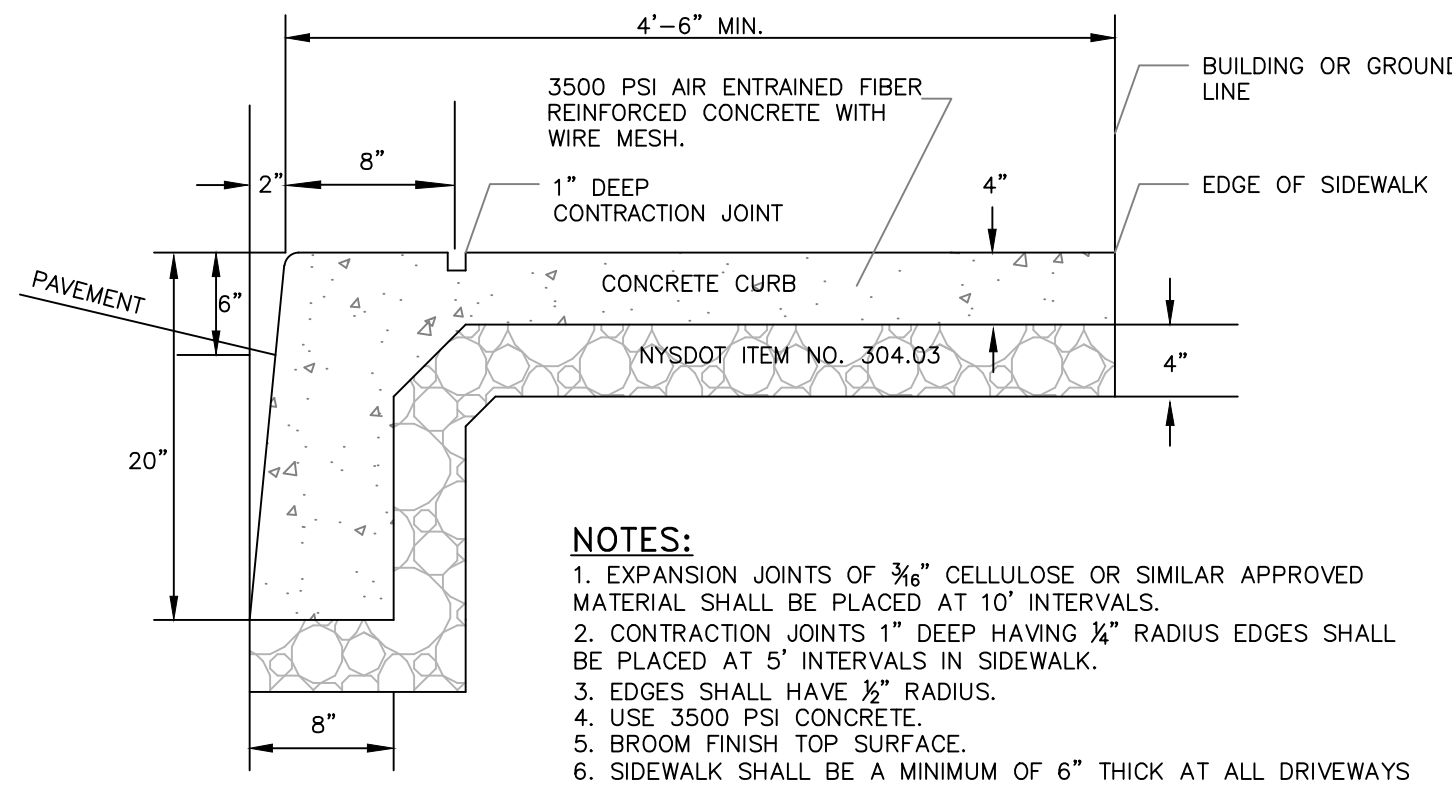 4'-6" MIN.
3500 PSI AIR ENTRAINED FIBER
REINFORCED CONCRETE WITH
WIRE MESH.
BUILDING OR GROUND
LINE
2"
8"
1" DEEP
CONTRACTION JOINT
4"
EDGE OF SIDEWALK
PAVEMENT
6"
CONCRETE CURB
NYSDOT ITEM NO. 304.03
4"
20"
8"
NOTES:
1. EXPANSION JOINTS OF 3/16" CELLULOSE OR SIMILAR APPROVED
MATERIAL SHALL BE PLACED AT 10' INTERVALS.
2. CONTRACTION JOINTS 1" DEEP HAVING 1/4" RADIUS EDGES SHALL
BE PLACED AT 5' INTERVALS IN SIDEWALK.
3. EDGES SHALL HAVE 1/2" RADIUS.
4. USE 3500 PSI CONCRETE.
5. BROOM FINISH TOP SURFACE.
6. SIDEWALK SHALL BE A MINIMUM OF 6" THICK AT ALL DRIVEWAYS